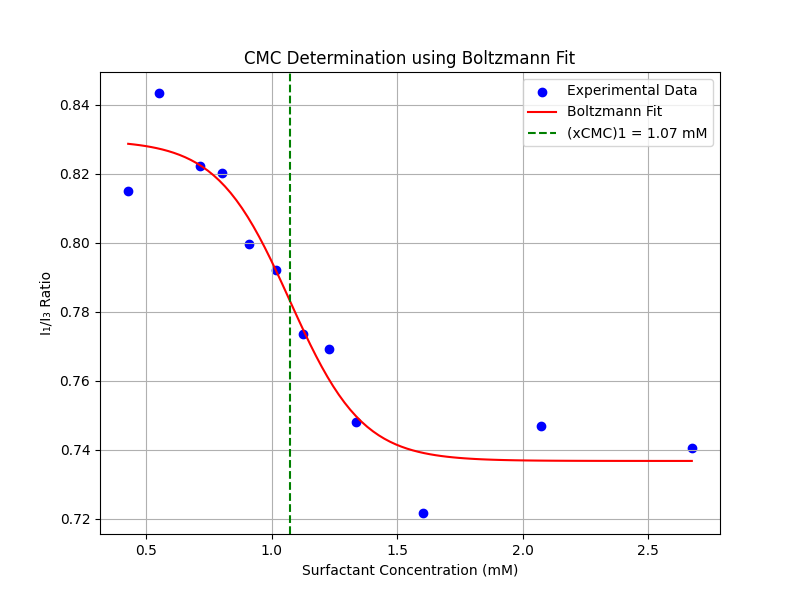 CMC Determination using Boltzmann Fit
Experimental Data
Boltzmann Fit
(xCMC)1 = 1.07 mM
I₁/I₃ Ratio
0.84
0.82
0.80
0.78
0.76
0.74
0.72
0.5 1.0 1.5 2.0 2.5
Surfactant Concentration (mM)